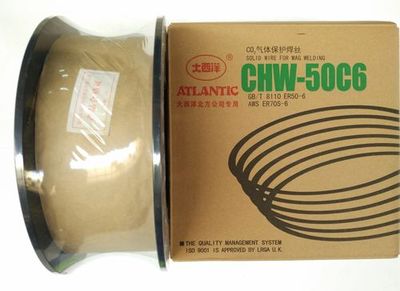 大西洋
ATLANTIC
大西洋北方公司专用
CO₂气体保护焊丝
SOLID WIRE FOR MAG WELDING
CHW-50C6
GB/T 8110 ER50-6
AWS ER70S-6
■ THE QUALITY MANAGEMENT SYSTEM
ISO 9001 IS APPROVED BY LRQA U.K.